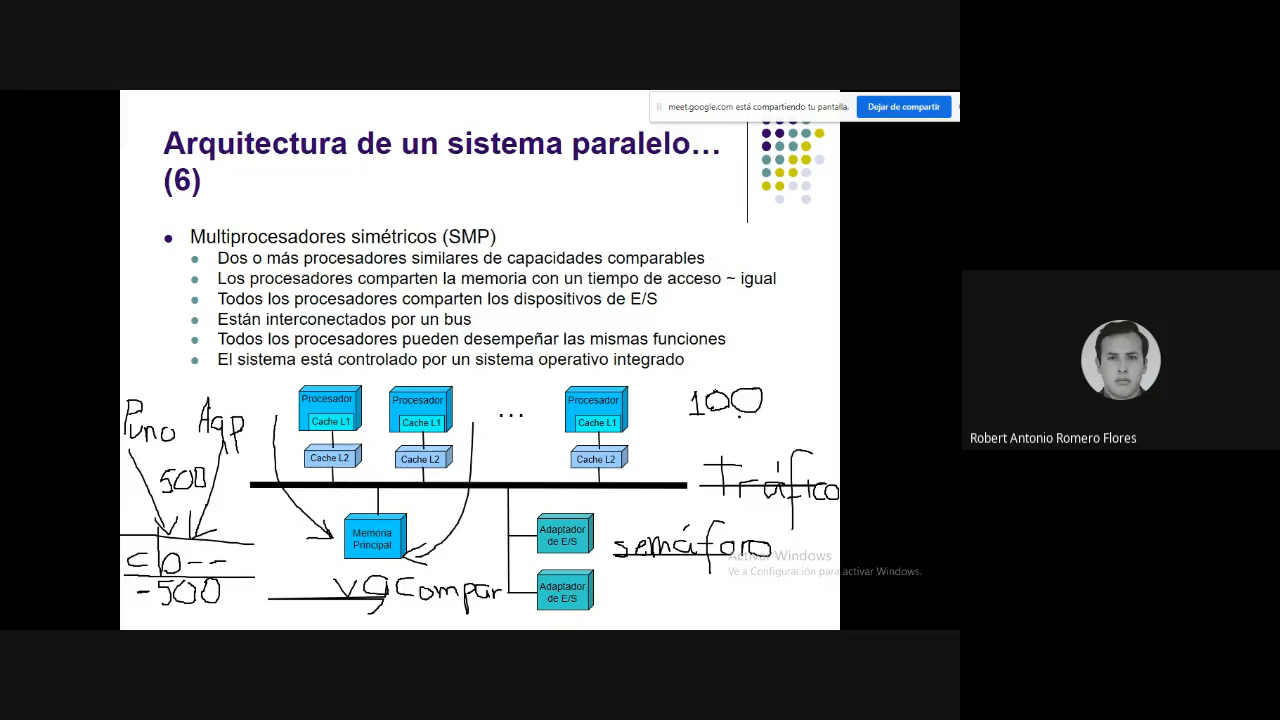 meet.google.com está compartiendo tu pantalla.
Dejar de compartir
Arquitectura de un sistema paralelo…
(6)
Multiprocesadores simétricos (SMP)
Dos o más procesadores similares de capacidades comparables
Los procesadores comparten la memoria con un tiempo de acceso ~ igual
Todos los procesadores comparten los dispositivos de E/S
Están interconectados por un bus
Todos los procesadores pueden desempeñar las mismas funciones
El sistema está controlado por un sistema operativo integrado
Procesador
Cache L1
Procesador
Cache L1
...
Procesador
Cache L1
100
Puno Aqp
Cache L2
Cache L2
Cache L2
500
Tráfico
Memoria
Principal
Adaptador
de E/S
semáforo
Activar Windows
Ve a Configuración para activar Windows.
Adaptador
de E/S
-500
vg Compar
Robert Antonio Romero Flores